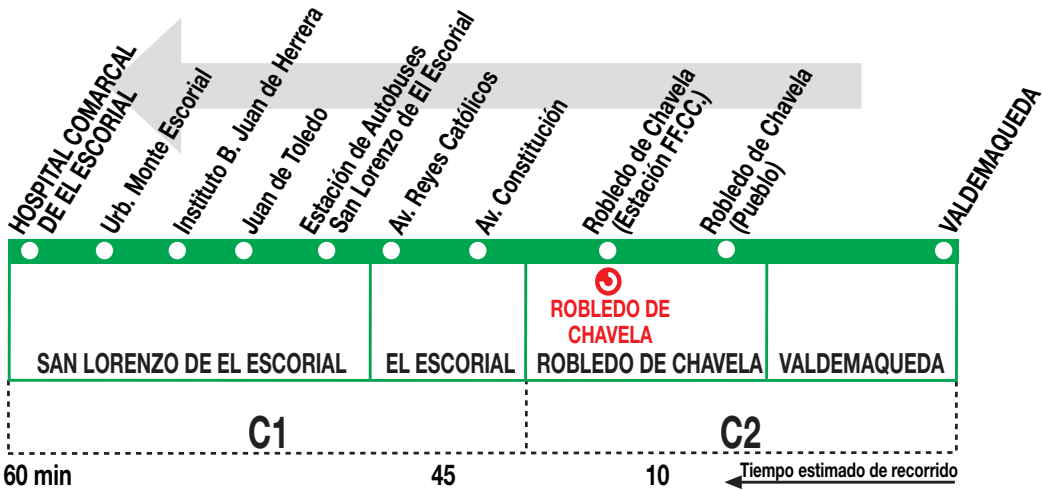 HOSPITAL COMARCAL
DE EL ESCORIAL
Urb. Monte Escorial
Instituto B. Juan de Herrera
Juan de Toledo
Estación de Autobuses
San Lorenzo de El Escorial
Av. Reyes Católicos
Av. Constitución
Robledo de Chavela
(Estación FF.CC.)
Robledo de Chavela
(Pueblo)
VALDEMAQUEDA
ROBLEDO DE
CHAVELA
SAN LORENZO DE EL ESCORIAL
EL ESCORIAL
ROBLEDO DE CHAVELA
VALDEMAQUEDA
C1
C2
60 min
45
10
Tiempo estimado de recorrido